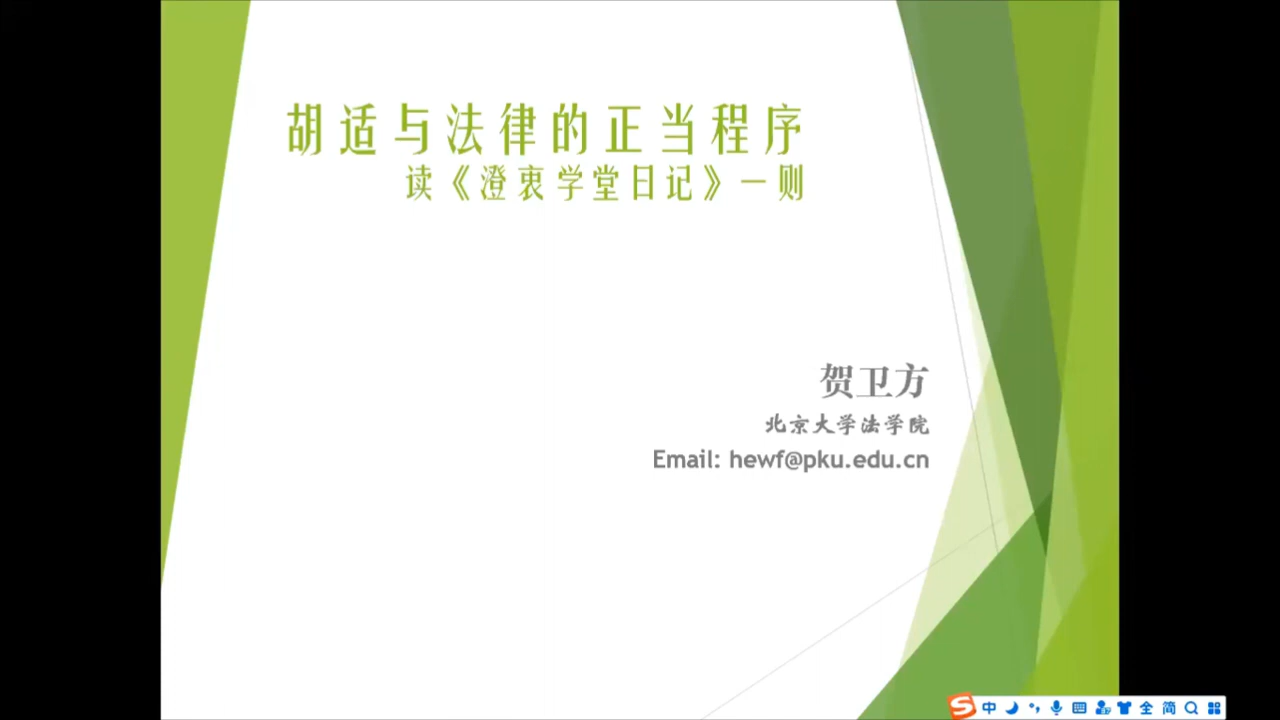 胡适与法律的正当程序
读《澄衷学堂日记》一则
贺卫方
北京大学法学院
Email: hewf@pku.edu.cn
中 全 简